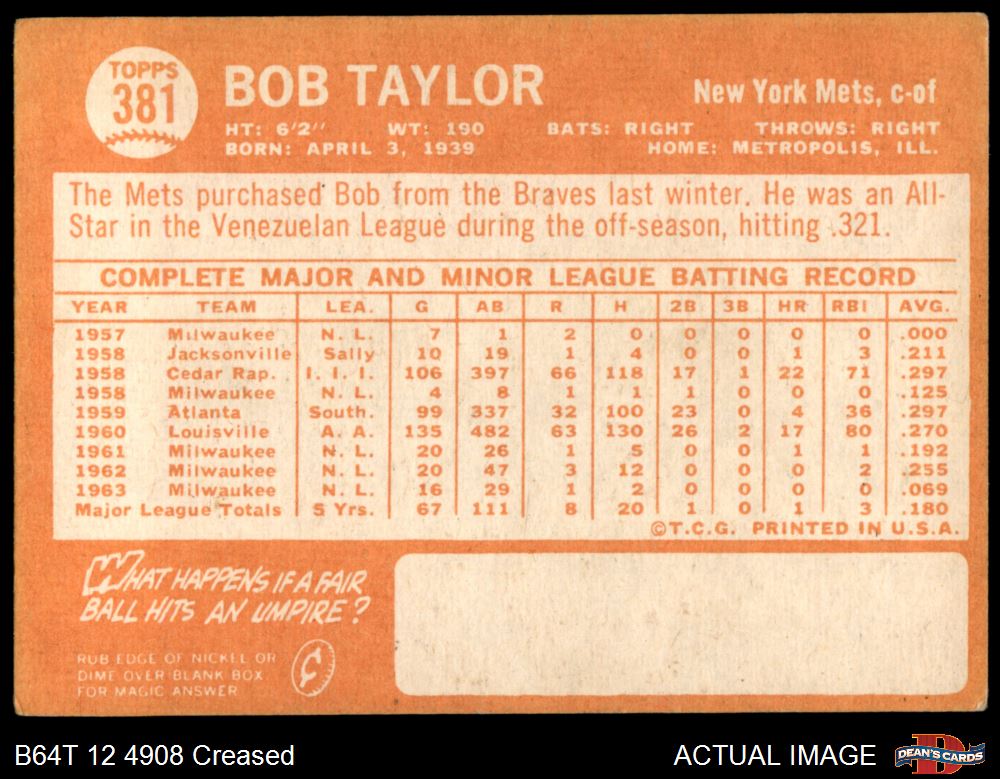 TOPPS
381
BOB TAYLOR
New York Mets, c-of
HT: 6'2" WT: 190 BATS: RIGHT THROWS: RIGHT
BORN: APRIL 3, 1939 HOME: METROPOLIS, ILL.
The Mets purchased Bob from the Braves last winter. He was an All-
Star in the Venezuelan League during the off-season, hitting .321.
COMPLETE MAJOR AND MINOR LEAGUE BATTING RECORD
YEAR TEAM LEA. G AB R H 2B 3B HR RBI AVG.
1957 Milwaukee N. L. 7 1 2 0 0 0 0 0 .000
1958 Jacksonville Sally 10 19 1 4 0 0 1 3 .211
1958 Cedar Rap. I. I. I. 106 397 66 118 17 1 22 71 .297
1958 Milwaukee N. L. 4 8 1 1 1 0 0 0 .125
1959 Atlanta South. 99 337 32 100 23 0 4 36 .297
1960 Louisville A. A. 135 482 63 130 26 2 17 80 .270
1961 Milwaukee N. L. 20 26 1 5 0 0 1 1 .192
1962 Milwaukee N. L. 20 47 3 12 0 0 0 2 .255
1963 Milwaukee N. L. 16 29 1 2 0 0 0 0 .069
Major League Totals 5 Yrs. 67 111 8 20 1 0 1 3 .180
©T.C.G. PRINTED IN U.S.A.
WHAT HAPPENS IF A FAIR
BALL HITS AN UMPIRE?
RUB EDGE OF NICKEL OR
DIME OVER BLANK BOX
FOR MAGIC ANSWER
¢
B64T 12 4908 Creased
ACTUAL IMAGE
D
DEAN'S CARDS